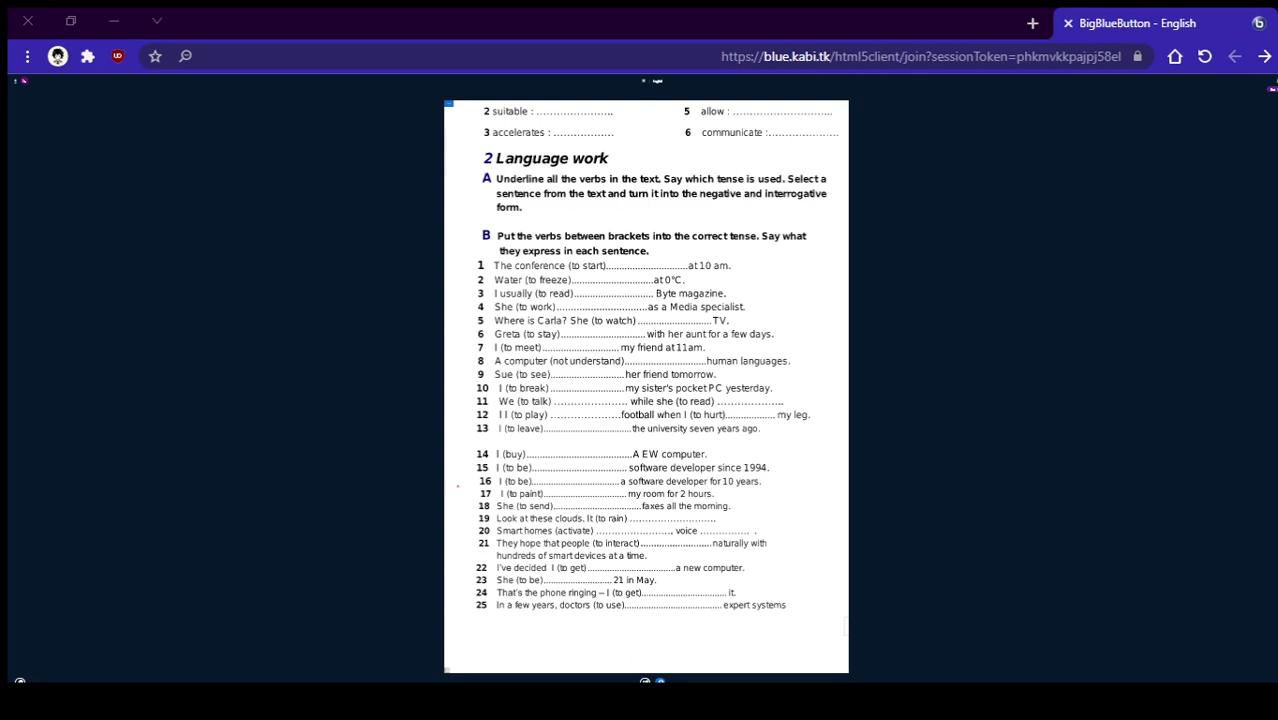 BigBlueButton - English
https://blue.kabi.tk/html5client/join?sessionToken=phkmvkkpajpj58el
UD
English
2 suitable : …………………..
5 allow : ………………………...
3 accelerates : ………………
6 communicate :…………………
2 Language work
A Underline all the verbs in the text. Say which tense is used. Select a
sentence from the text and turn it into the negative and interrogative
form.
B Put the verbs between brackets into the correct tense. Say what
they express in each sentence.
1 The conference (to start)................................at 10 am.
2 Water (to freeze)................................at 0°C.
3 I usually (to read)............................... Byte magazine.
4 She (to work)……………………………as a Media specialist.
5 Where is Carla? She (to watch) ............................TV.
6 Greta (to stay)................................. with her aunt for a few days.
7 I (to meet).............................. my friend at 11am.
8 A computer (not understand)................................human languages.
9 Sue (to see)............................her friend tomorrow.
10 I (to break)............................my sister's pocket PC yesterday.
11 We (to talk) …………………… while she (to read) …………………..
12 I I (to play) ……………………football when I (to hurt)................... my leg.
13 I (to leave).................................the university seven years ago.
14 I (buy).........................................A EW computer.
15 I (to be)..................................... software developer since 1994.
16 I (to be)................................. a software developer for 10 years.
17 I (to paint)............................... my room for 2 hours.
18 She (to send).................................faxes all the morning.
19 Look at these clouds. It (to rain) ……………………….
20 Smart homes (activate) ……………………, voice …………… .
21 They hope that people (to interact)...........................naturally with
hundreds of smart devices at a time.
22 I've decided I (to get).................................a new computer.
23 She (to be).......................... 21 in May.
24 That's the phone ringing – I (to get)................................ it.
25 In a few years, doctors (to use)..................................... expert systems